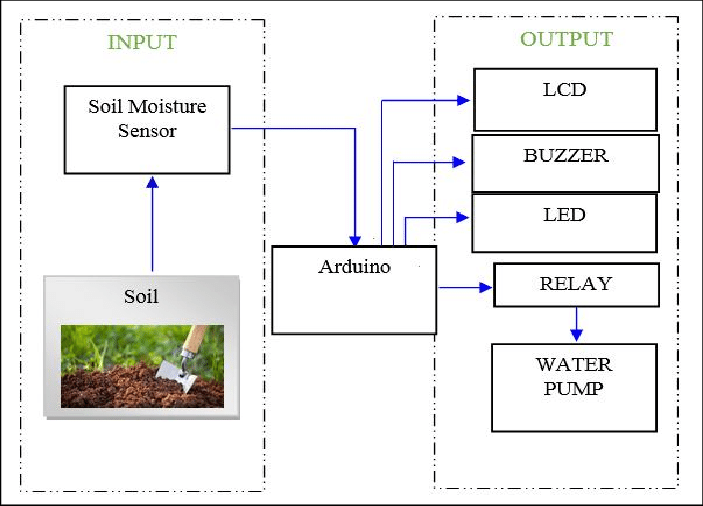 INPUT
Soil Moisture
Sensor
Soil
Arduino
OUTPUT
LCD
BUZZER
LED
RELAY
WATER
PUMP